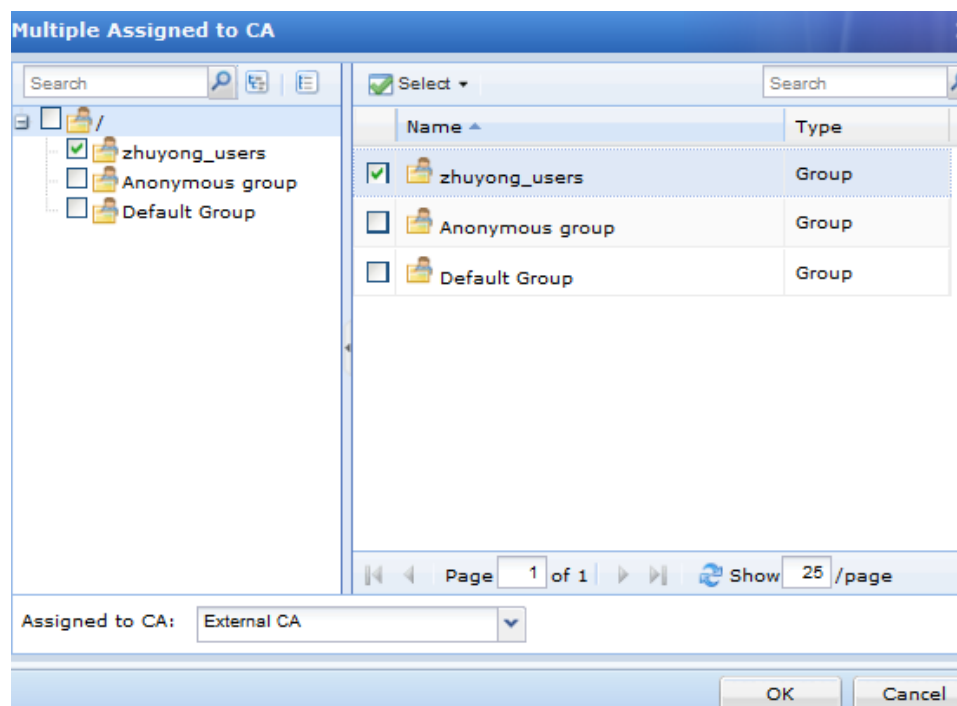 Multiple Assigned to CA
Search
/
zhuyong_users
Anonymous group
Default Group
Select
Search
Name
Type
zhuyong_users
Group
Anonymous group
Group
Default Group
Group
Page 1 of 1
Show 25 /page
Assigned to CA:
External CA
OK
Cancel